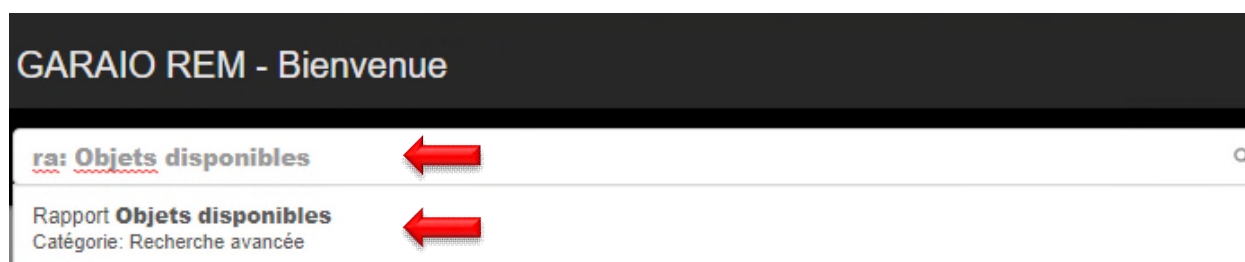 GARAIO REM - Bienvenue
ra: Objets disponibles
Rapport Objets disponibles
Catégorie: Recherche avancée